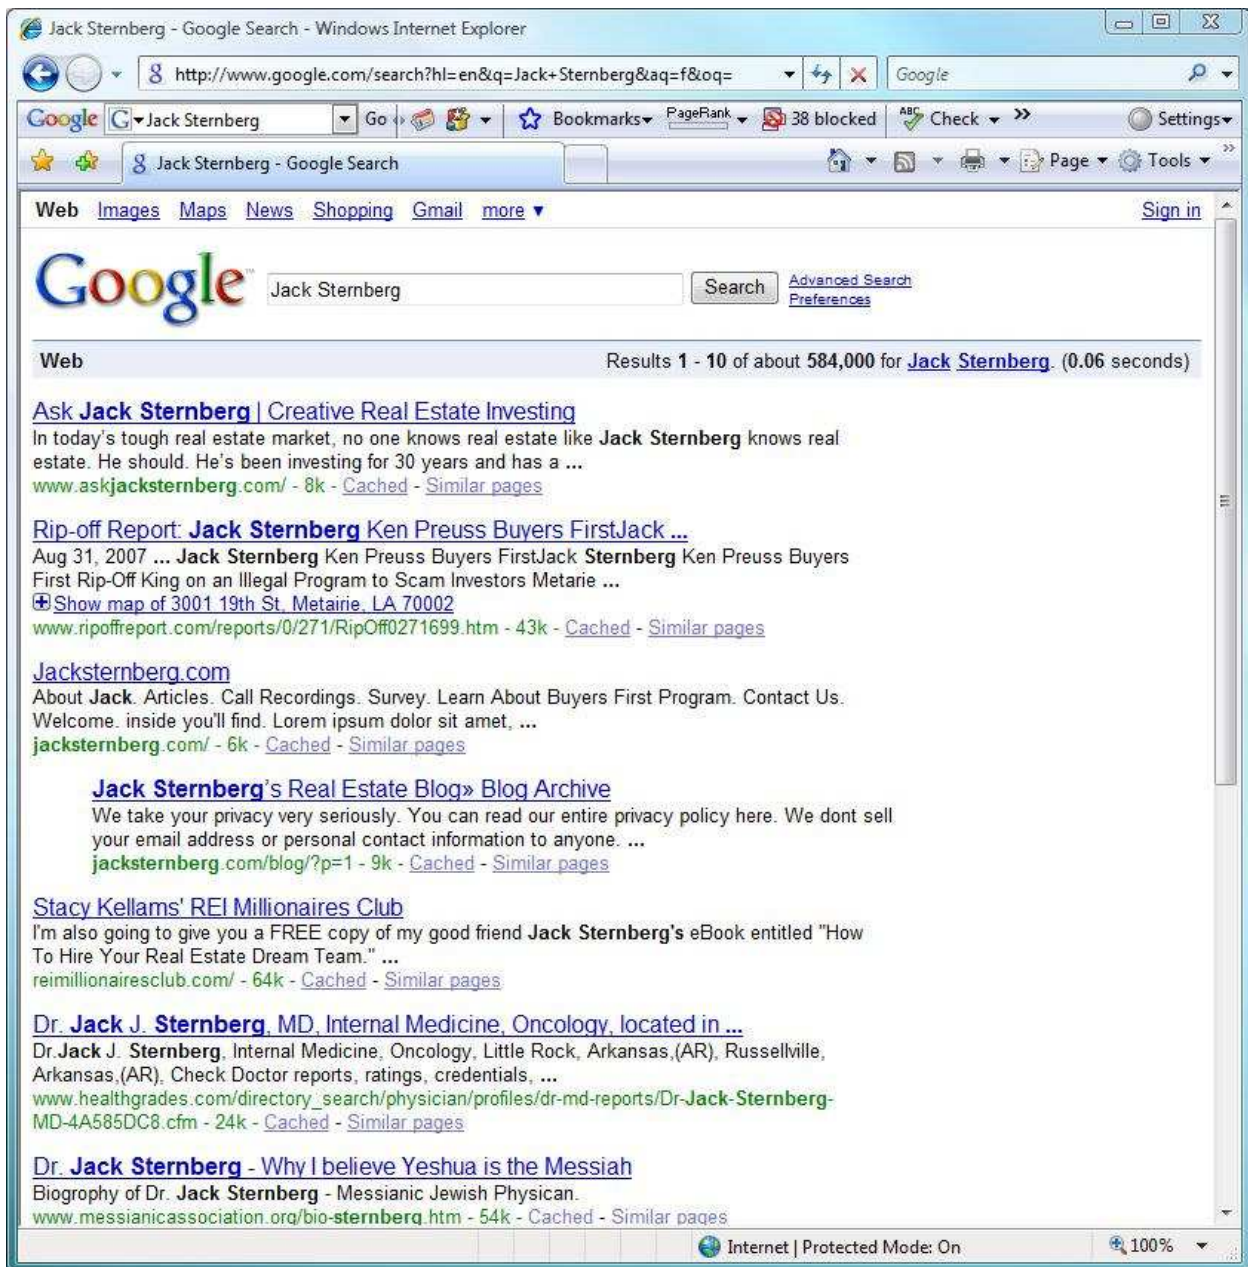 Jack Sternberg - Google Search - Windows Internet Explorer
http://www.google.com/search?hl=en&q=Jack+Sternberg&aq=f&oq= Google
Google G Jack Sternberg Go Bookmarks PageRank 38 blocked ABC Check » Settings
Jack Sternberg - Google Search Page Tools »
Web Images Maps News Shopping Gmail more ▼ Sign in
Google™ Jack Sternberg Search Advanced Search
Preferences
Web Results 1 - 10 of about 584,000 for Jack Sternberg. (0.06 seconds)
Ask Jack Sternberg | Creative Real Estate Investing
In today's tough real estate market, no one knows real estate like Jack Sternberg knows real
estate. He should. He's been investing for 30 years and has a ...
www.askjacksternberg.com/ - 8k - Cached - Similar pages
Rip-off Report: Jack Sternberg Ken Preuss Buyers FirstJack ...
Aug 31, 2007 ... Jack Sternberg Ken Preuss Buyers FirstJack Sternberg Ken Preuss Buyers
First Rip-Off King on an Illegal Program to Scam Investors Metarie ...
Show map of 3001 19th St, Metairie, LA 70002
www.ripoffreport.com/reports/0/271/RipOff0271699.htm - 43k - Cached - Similar pages
Jacksternberg.com
About Jack. Articles. Call Recordings. Survey. Learn About Buyers First Program. Contact Us.
Welcome. inside you'll find. Lorem ipsum dolor sit amet, ...
jacksternberg.com/ - 6k - Cached - Similar pages
Jack Sternberg's Real Estate Blog» Blog Archive
We take your privacy very seriously. You can read our entire privacy policy here. We dont sell
your email address or personal contact information to anyone. ...
jacksternberg.com/blog/?p=1 - 9k - Cached - Similar pages
Stacy Kellams' REI Millionaires Club
I'm also going to give you a FREE copy of my good friend Jack Sternberg's eBook entitled "How
To Hire Your Real Estate Dream Team." ...
reimillionairesclub.com/ - 64k - Cached - Similar pages
Dr. Jack J. Sternberg, MD, Internal Medicine, Oncology, located in ...
Dr.Jack J. Sternberg, Internal Medicine, Oncology, Little Rock, Arkansas,(AR), Russellville,
Arkansas,(AR), Check Doctor reports, ratings, credentials, ...
www.healthgrades.com/directory_search/physician/profiles/dr-md-reports/Dr-Jack-Sternberg-
MD-4A585DC8.cfm - 24k - Cached - Similar pages
Dr. Jack Sternberg - Why I believe Yeshua is the Messiah
Biogrophy of Dr. Jack Sternberg - Messianic Jewish Physican.
www.messianicassociation.org/bio-sternberg.htm - 54k - Cached - Similar pages
Internet | Protected Mode: On 100%